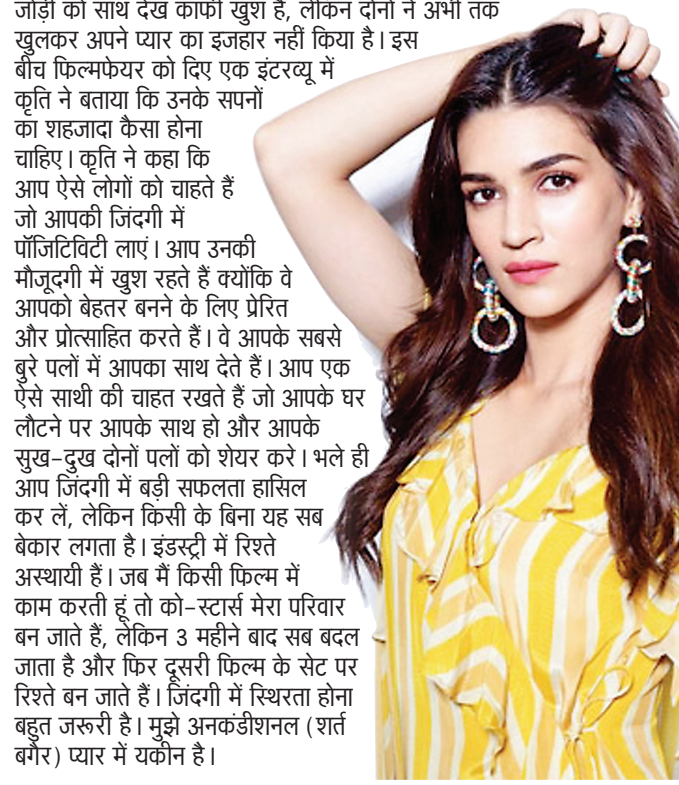 जोड़ी को साथ देख काफी खुश हैं, लेकिन दोनों ने अभी तक
खुलकर अपने प्यार का इजहार नहीं किया है। इस
बीच फिल्मफेयर को दिए एक इंटरव्यू में
कृति ने बताया कि उनके सपनों
का शहजादा कैसा होना
चाहिए। कृति ने कहा कि
आप ऐसे लोगों को चाहते हैं
जो आपकी जिंदगी में
पॉजिटिविटी लाएं। आप उनकी
मौजूदगी में खुश रहते हैं क्योंकि वे
आपको बेहतर बनने के लिए प्रेरित
और प्रोत्साहित करते हैं। वे आपके सबसे
बुरे पलों में आपका साथ देते हैं। आप एक
ऐसे साथी की चाहत रखते हैं जो आपके घर
लौटने पर आपके साथ हो और आपके
सुख-दुख दोनों पलों को शेयर करे। भले ही
आप जिंदगी में बड़ी सफलता हासिल
कर लें, लेकिन किसी के बिना यह सब
बेकार लगता है। इंडस्ट्री में रिश्ते
अस्थायी हैं। जब मैं किसी फिल्म में
काम करती हूं तो को-स्टार्स मेरा परिवार
बन जाते हैं, लेकिन 3 महीने बाद सब बदल
जाता है और फिर दूसरी फिल्म के सेट पर
रिश्ते बन जाते हैं। जिंदगी में स्थिरता होना
बहुत जरूरी है। मुझे अनकंडीशनल (शर्त
बगैर) प्यार में यकीन है।